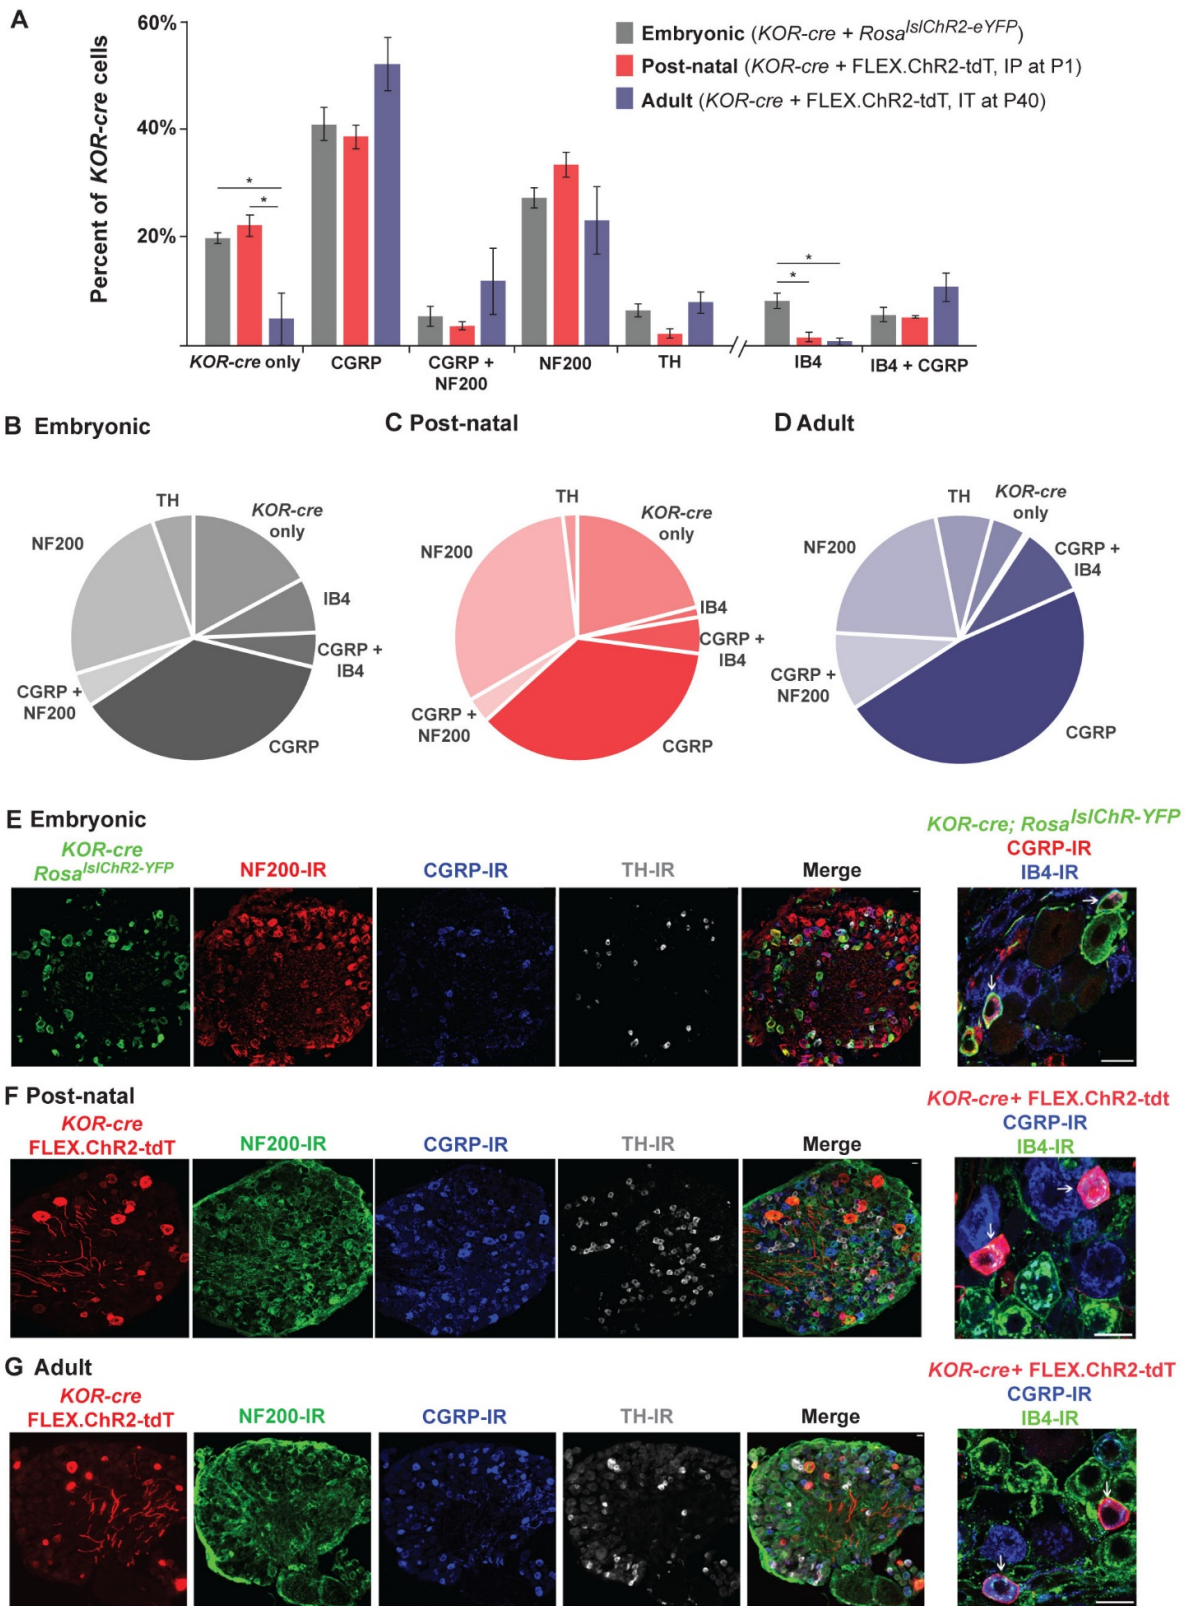 A
60%
40%
20%
Percent of KOR-cre cells
Embryonic (KOR-cre + Rosa^lslChR2-eYFP)
Post-natal (KOR-cre + FLEX.ChR2-tdT, IP at P1)
Adult (KOR-cre + FLEX.ChR2-tdT, IT at P40)
* * * *
KOR-cre only CGRP CGRP + NF200 TH IB4 IB4 + CGRP
NF200
B Embryonic C Post-natal D Adult
TH
KOR-cre
only
NF200
IB4
CGRP +
IB4
CGRP +
NF200
CGRP
TH
KOR-cre
only
NF200
IB4
CGRP +
IB4
CGRP +
NF200
CGRP
TH
KOR-cre
only
NF200
CGRP +
IB4
CGRP +
NF200
CGRP
E Embryonic
KOR-cre
Rosa^lslChR2-YFP NF200-IR CGRP-IR TH-IR Merge
KOR-cre; Rosa^lslChR-YFP
CGRP-IR
IB4-IR
F Post-natal
KOR-cre
FLEX.ChR2-tdT NF200-IR CGRP-IR TH-IR Merge
KOR-cre+ FLEX.ChR2-tdt
CGRP-IR
IB4-IR
G Adult
KOR-cre
FLEX.ChR2-tdT NF200-IR CGRP-IR TH-IR Merge
KOR-cre+ FLEX.ChR2-tdT
CGRP-IR
IB4-IR